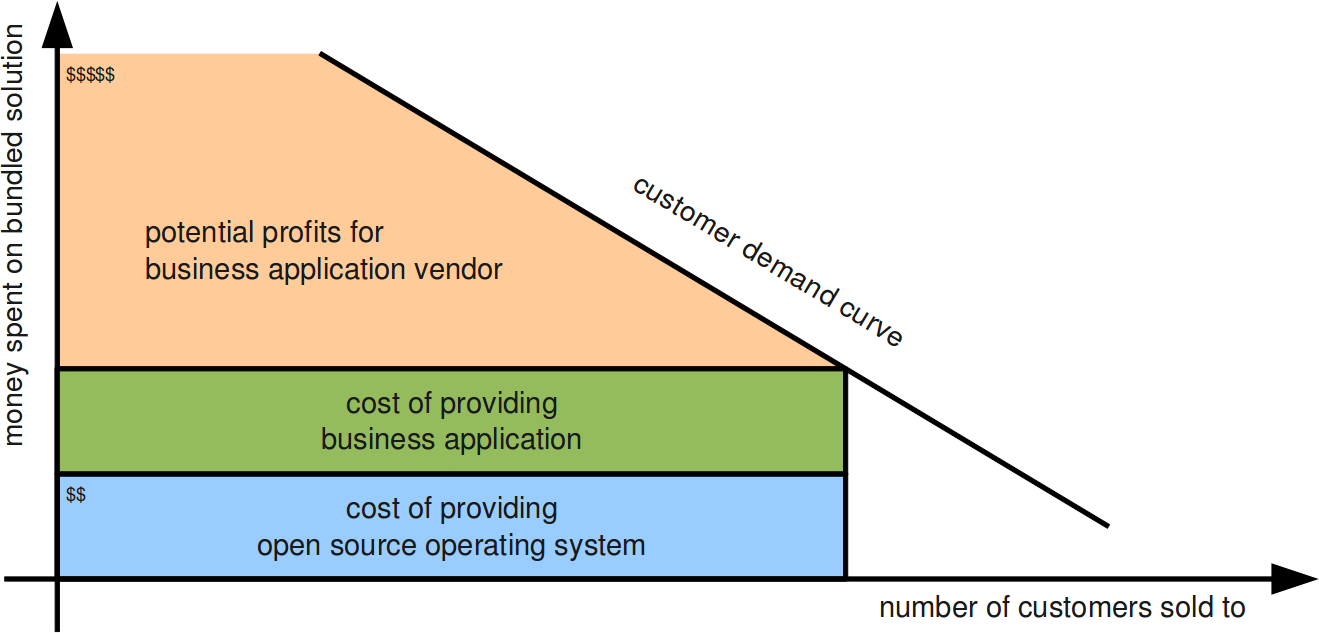 money spent on bundled solution
$$$$$
potential profits for
business application vendor
customer demand curve
cost of providing
business application
$$
cost of providing
open source operating system
number of customers sold to